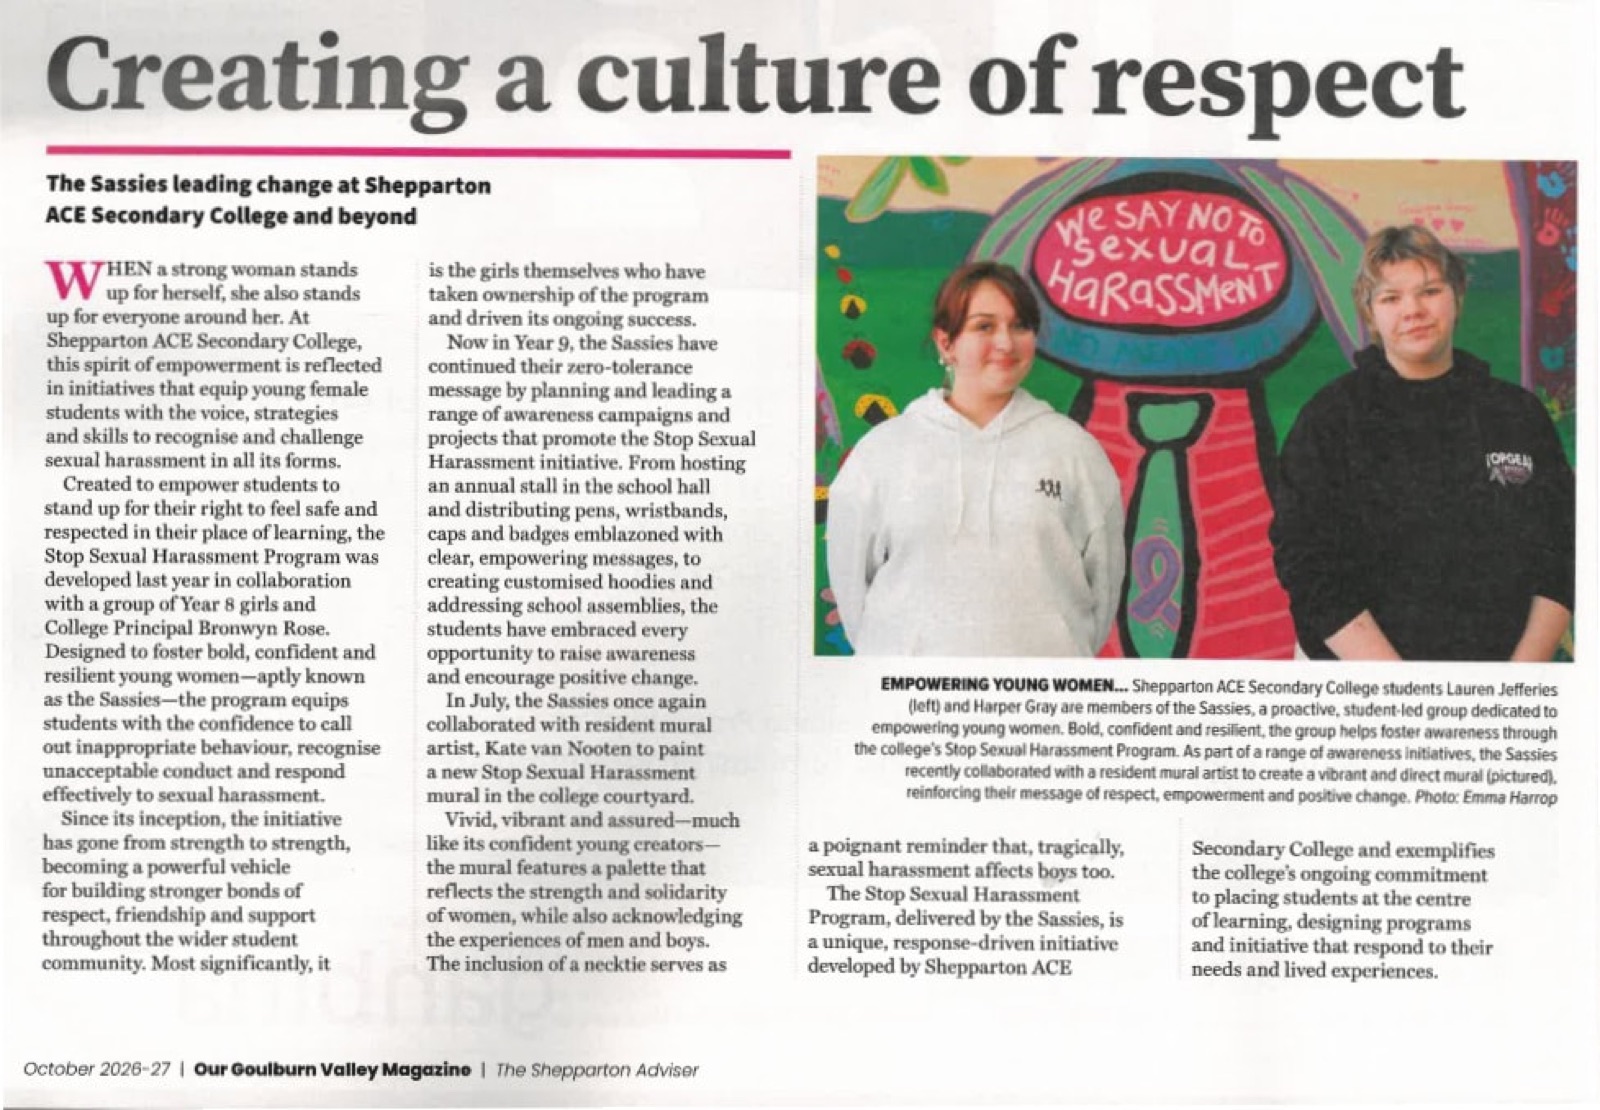 Creating a culture of respect
The Sassies leading change at Shepparton
ACE Secondary College and beyond
WHEN a strong woman stands
up for herself, she also stands
up for everyone around her. At
Shepparton ACE Secondary College,
this spirit of empowerment is reflected
in initiatives that equip young female
students with the voice, strategies
and skills to recognise and challenge
sexual harassment in all its forms.
Created to empower students to
stand up for their right to feel safe and
respected in their place of learning, the
Stop Sexual Harassment Program was
developed last year in collaboration
with a group of Year 8 girls and
College Principal Bronwyn Rose.
Designed to foster bold, confident and
resilient young women—aptly known
as the Sassies—the program equips
students with the confidence to call
out inappropriate behaviour, recognise
unacceptable conduct and respond
effectively to sexual harassment.
Since its inception, the initiative
has gone from strength to strength,
becoming a powerful vehicle
for building stronger bonds of
respect, friendship and support
throughout the wider student
community. Most significantly, it
is the girls themselves who have
taken ownership of the program
and driven its ongoing success.
Now in Year 9, the Sassies have
continued their zero-tolerance
message by planning and leading a
range of awareness campaigns and
projects that promote the Stop Sexual
Harassment initiative. From hosting
an annual stall in the school hall
and distributing pens, wristbands,
caps and badges emblazoned with
clear, empowering messages, to
creating customised hoodies and
addressing school assemblies, the
students have embraced every
opportunity to raise awareness
and encourage positive change.
In July, the Sassies once again
collaborated with resident mural
artist, Kate van Nooten to paint
a new Stop Sexual Harassment
mural in the college courtyard.
Vivid, vibrant and assured—much
like its confident young creators—
the mural features a palette that
reflects the strength and solidarity
of women, while also acknowledging
the experiences of men and boys.
The inclusion of a necktie serves as
WE SAY NO TO
SEXUAL
HARASSMENT
EMPOWERING YOUNG WOMEN... Shepparton ACE Secondary College students Lauren Jefferies
(left) and Harper Gray are members of the Sassies, a proactive, student-led group dedicated to
empowering young women. Bold, confident and resilient, the group helps foster awareness through
the college's Stop Sexual Harassment Program. As part of a range of awareness initiatives, the Sassies
recently collaborated with a resident mural artist to create a vibrant and direct mural (pictured),
reinforcing their message of respect, empowerment and positive change. Photo: Emma Harrop
a poignant reminder that, tragically,
sexual harassment affects boys too.
The Stop Sexual Harassment
Program, delivered by the Sassies, is
a unique, response-driven initiative
developed by Shepparton ACE
Secondary College and exemplifies
the college's ongoing commitment
to placing students at the centre
of learning, designing programs
and initiative that respond to their
needs and lived experiences.
October 2026-27 | Our Goulburn Valley Magazine | The Shepparton Adviser